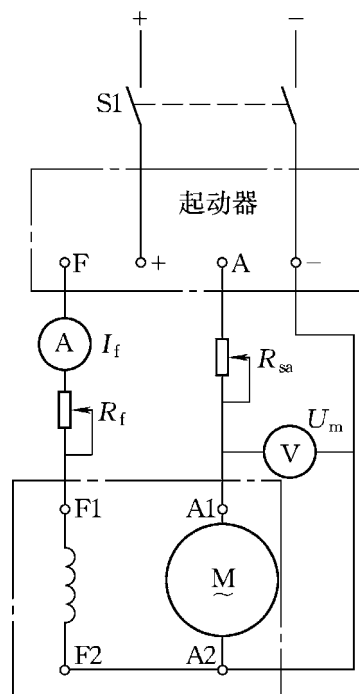 + −
S1
起动器
F + A −
A I_f
R_sa
R_f
U_m
V
F1 A1
M
~
F2 A2